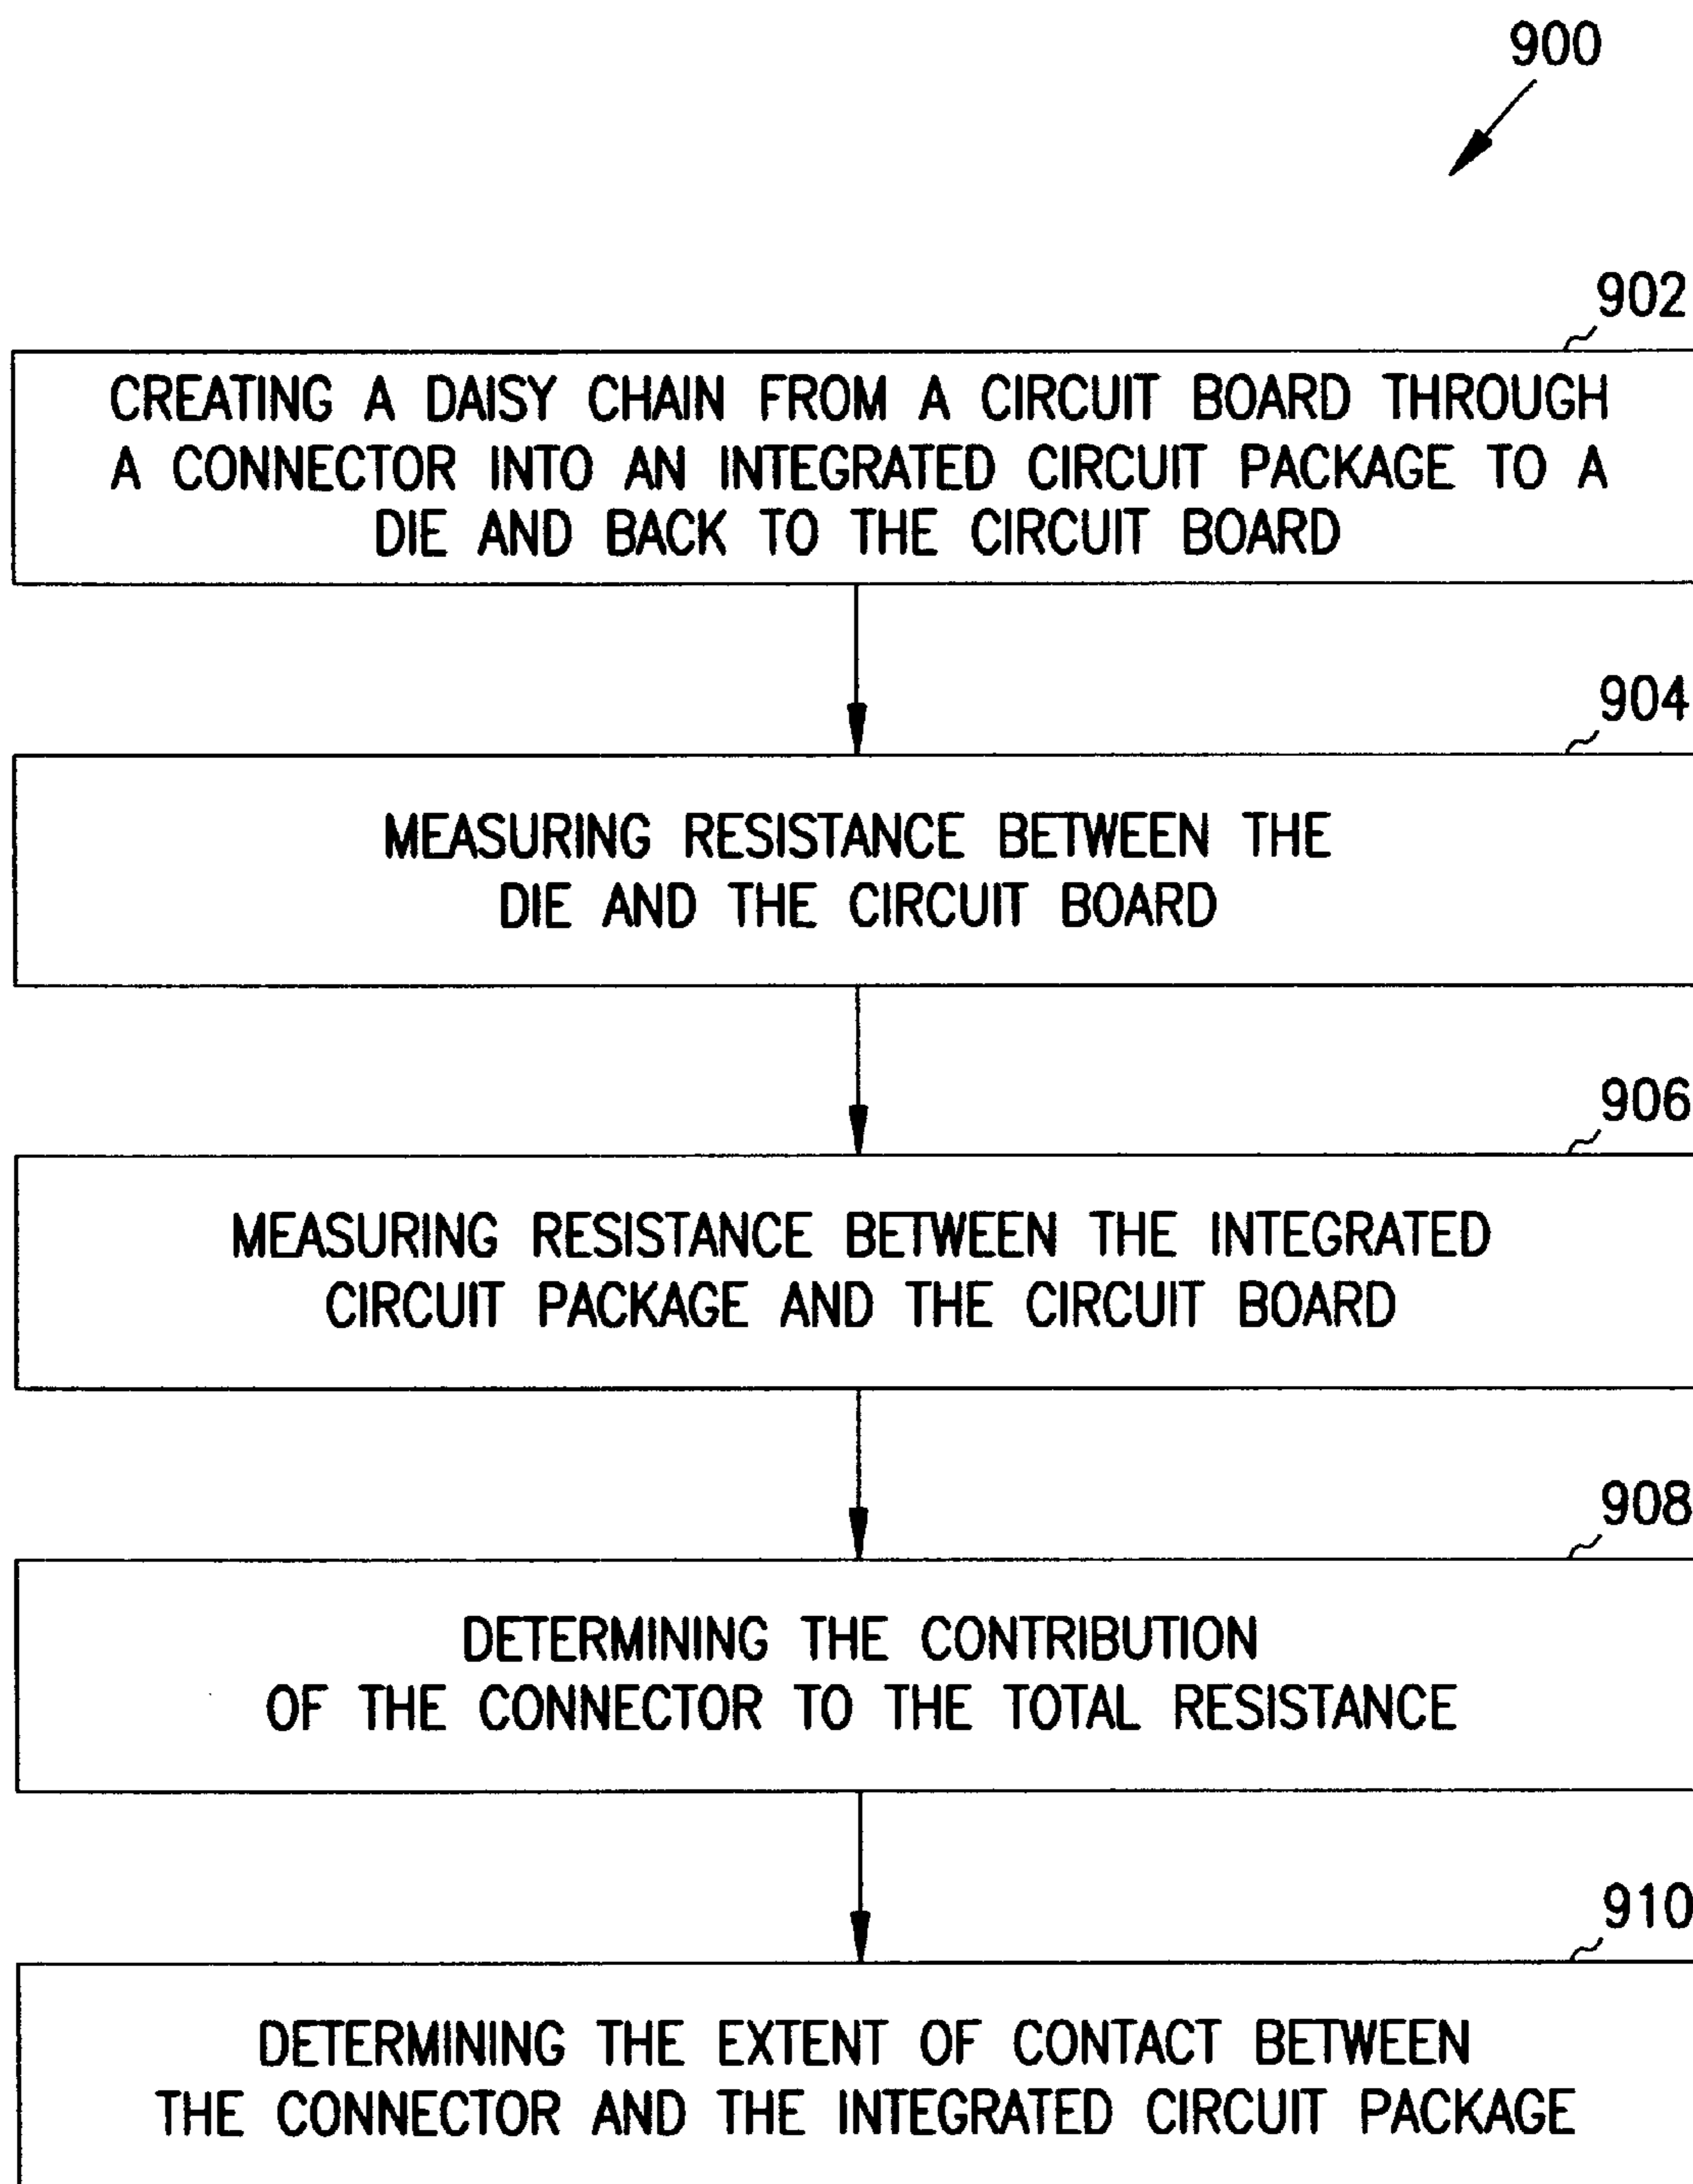 900
902
CREATING A DAISY CHAIN FROM A CIRCUIT BOARD THROUGH
A CONNECTOR INTO AN INTEGRATED CIRCUIT PACKAGE TO A
DIE AND BACK TO THE CIRCUIT BOARD
904
MEASURING RESISTANCE BETWEEN THE
DIE AND THE CIRCUIT BOARD
906
MEASURING RESISTANCE BETWEEN THE INTEGRATED
CIRCUIT PACKAGE AND THE CIRCUIT BOARD
908
DETERMINING THE CONTRIBUTION
OF THE CONNECTOR TO THE TOTAL RESISTANCE
910
DETERMINING THE EXTENT OF CONTACT BETWEEN
THE CONNECTOR AND THE INTEGRATED CIRCUIT PACKAGE